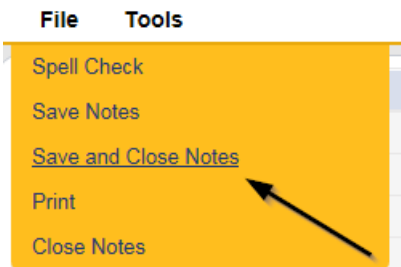 File Tools
Spell Check
Save Notes
Save and Close Notes
Print
Close Notes